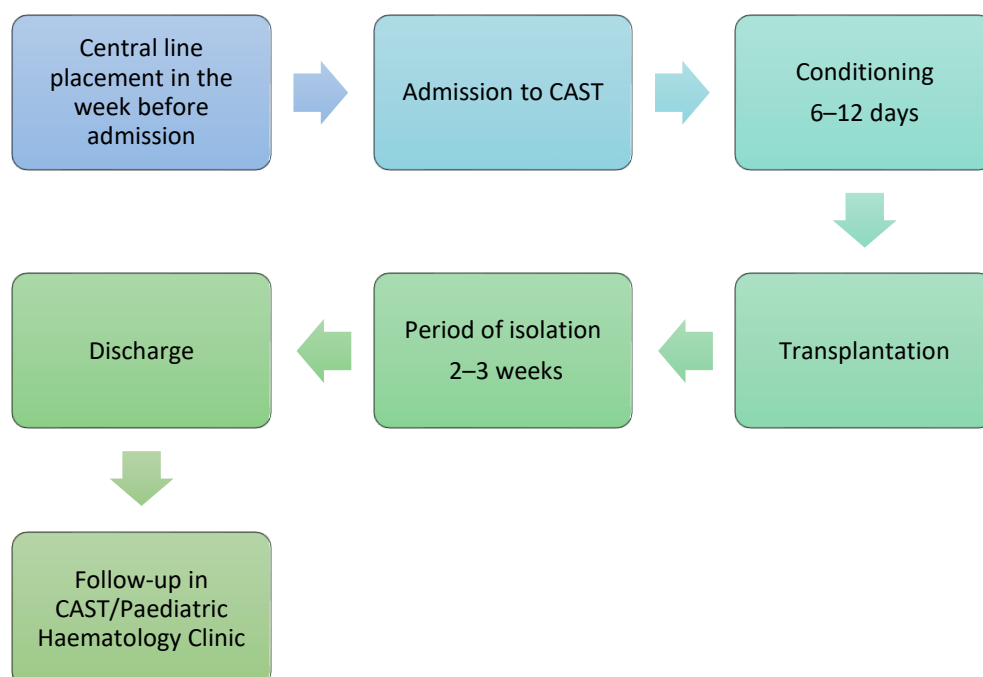 Central line
placement in the
week before
admission
Admission to CAST
Conditioning
6–12 days
Transplantation
Period of isolation
2–3 weeks
Discharge
Follow-up in
CAST/Paediatric
Haematology Clinic